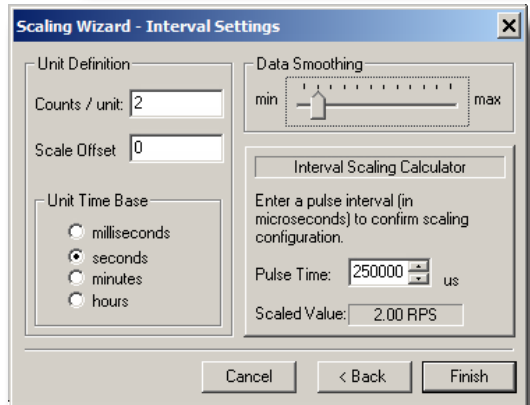 Scaling Wizard - Interval Settings
Unit Definition
Counts / unit: 2
Scale Offset 0
Unit Time Base
milliseconds
seconds
minutes
hours
Data Smoothing
min max
Interval Scaling Calculator
Enter a pulse interval (in
microseconds) to confirm scaling
configuration.
Pulse Time: 250000 us
Scaled Value: 2.00 RPS
Cancel < Back Finish